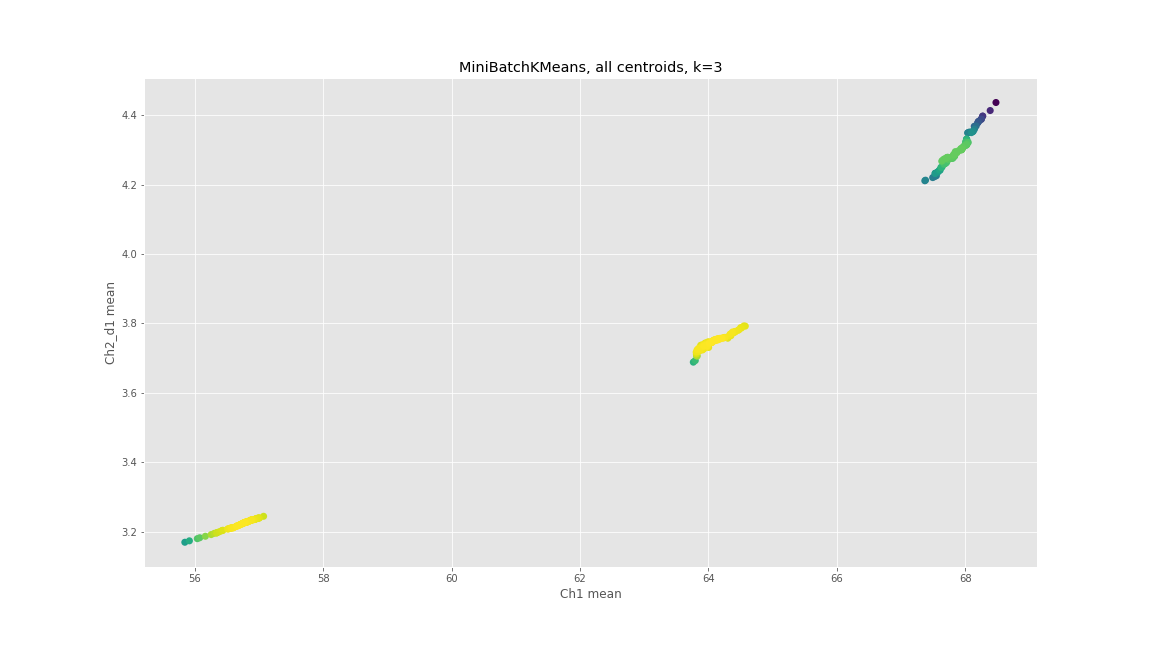 MiniBatchKMeans, all centroids, k=3
4.4
4.2
4.0
3.8
3.6
3.4
3.2
Ch2_d1 mean
56 58 60 62 64 66 68
Ch1 mean